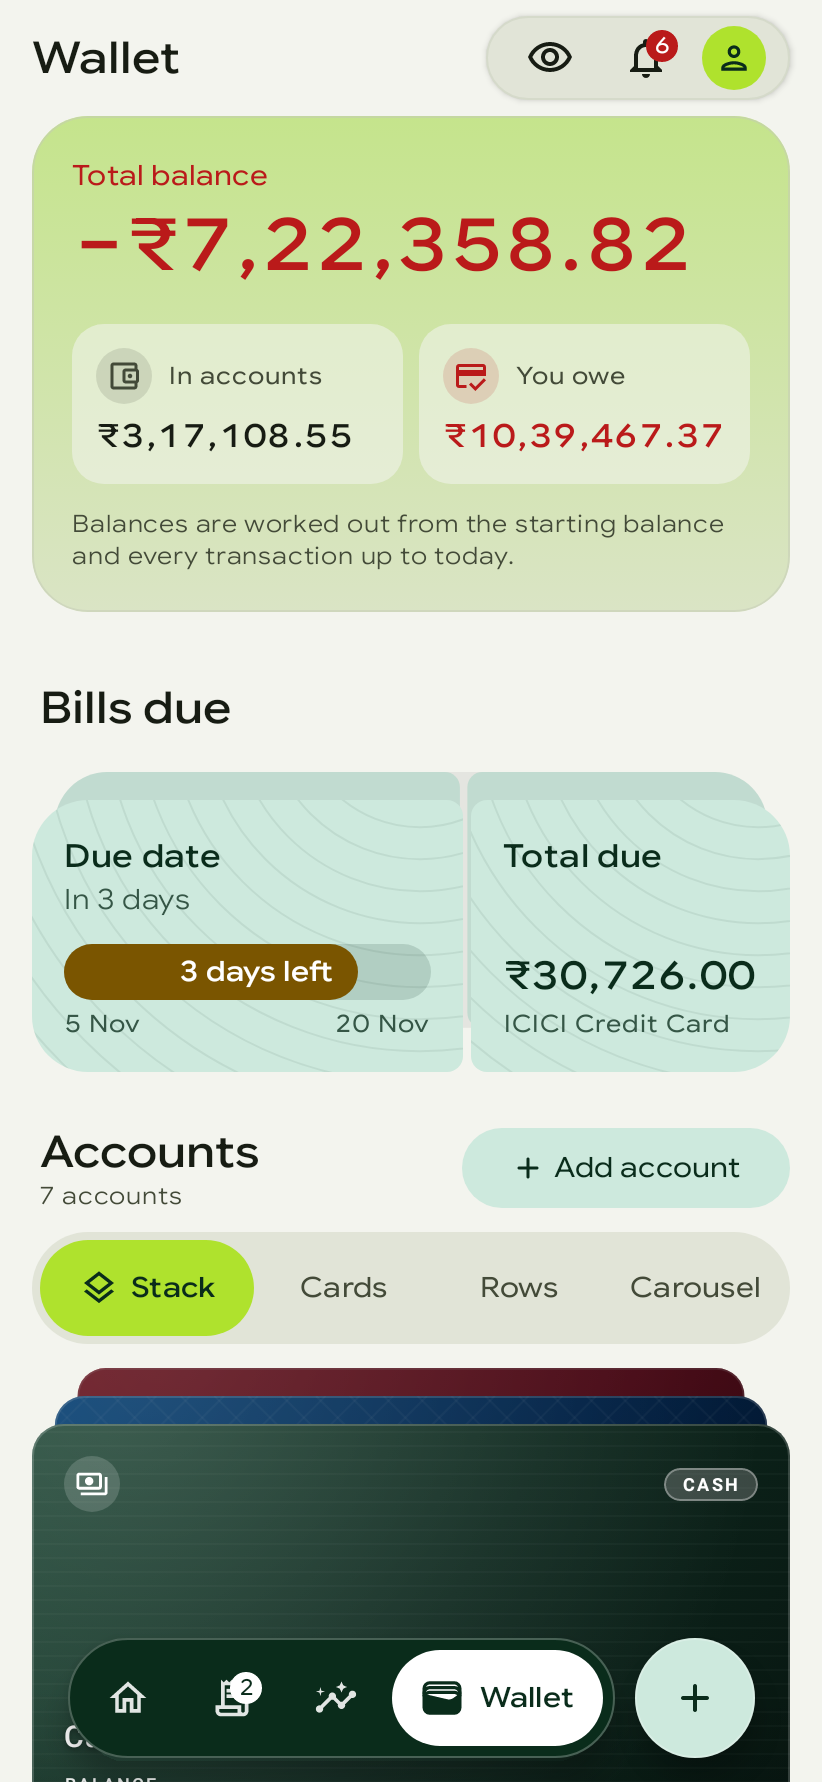 Wallet
6
Total balance
−₹7,22,358.82
In accounts
You owe
₹3,17,108.55
₹10,39,467.37
Balances are worked out from the starting balance
and every transaction up to today.
Bills due
Due date
Total due
In 3 days
3 days left
₹30,726.00
5 Nov
20 Nov
ICICI Credit Card
Accounts
7 accounts
+ Add account
Stack
Cards
Rows
Carousel
CASH
2
Wallet
BALANCE